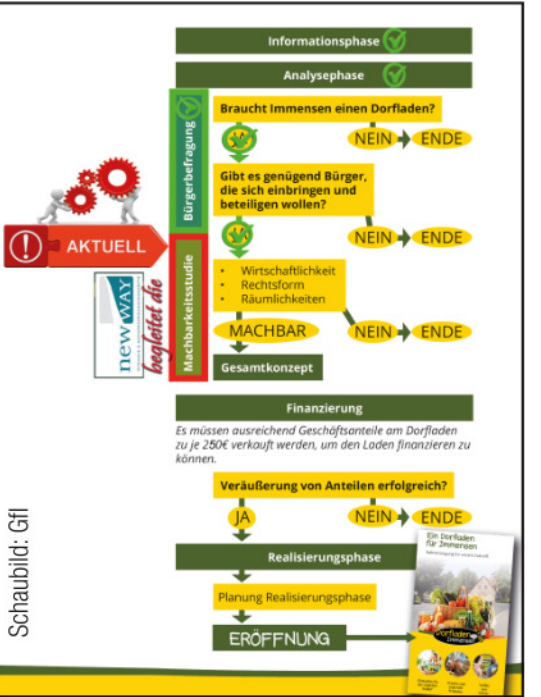 Informationsphase
Analysephase
Bürgerbefragung
Braucht Immensen einen Dorfladen?
NEIN
ENDE
Gibt es genügend Bürger,
die sich einbringen und
beteiligen wollen?
NEIN
ENDE
AKTUELL
new WAY
begleitet die
Machbarkeitsstudie
• Wirtschaftlichkeit
• Rechtsform
• Räumlichkeiten
MACHBAR
NEIN
ENDE
Gesamtkonzept
Finanzierung
Es müssen ausreichend Geschäftsanteile am Dorfladen
zu je 250€ verkauft werden, um den Laden finanzieren zu
können.
Veräußerung von Anteilen erfolgreich?
JA
NEIN
ENDE
Realisierungsphase
Planung Realisierungsphase
ERÖFFNUNG
Ein Dorfladen
für Immensen
Dorfladen
Immensen
Schaubild: Gfl